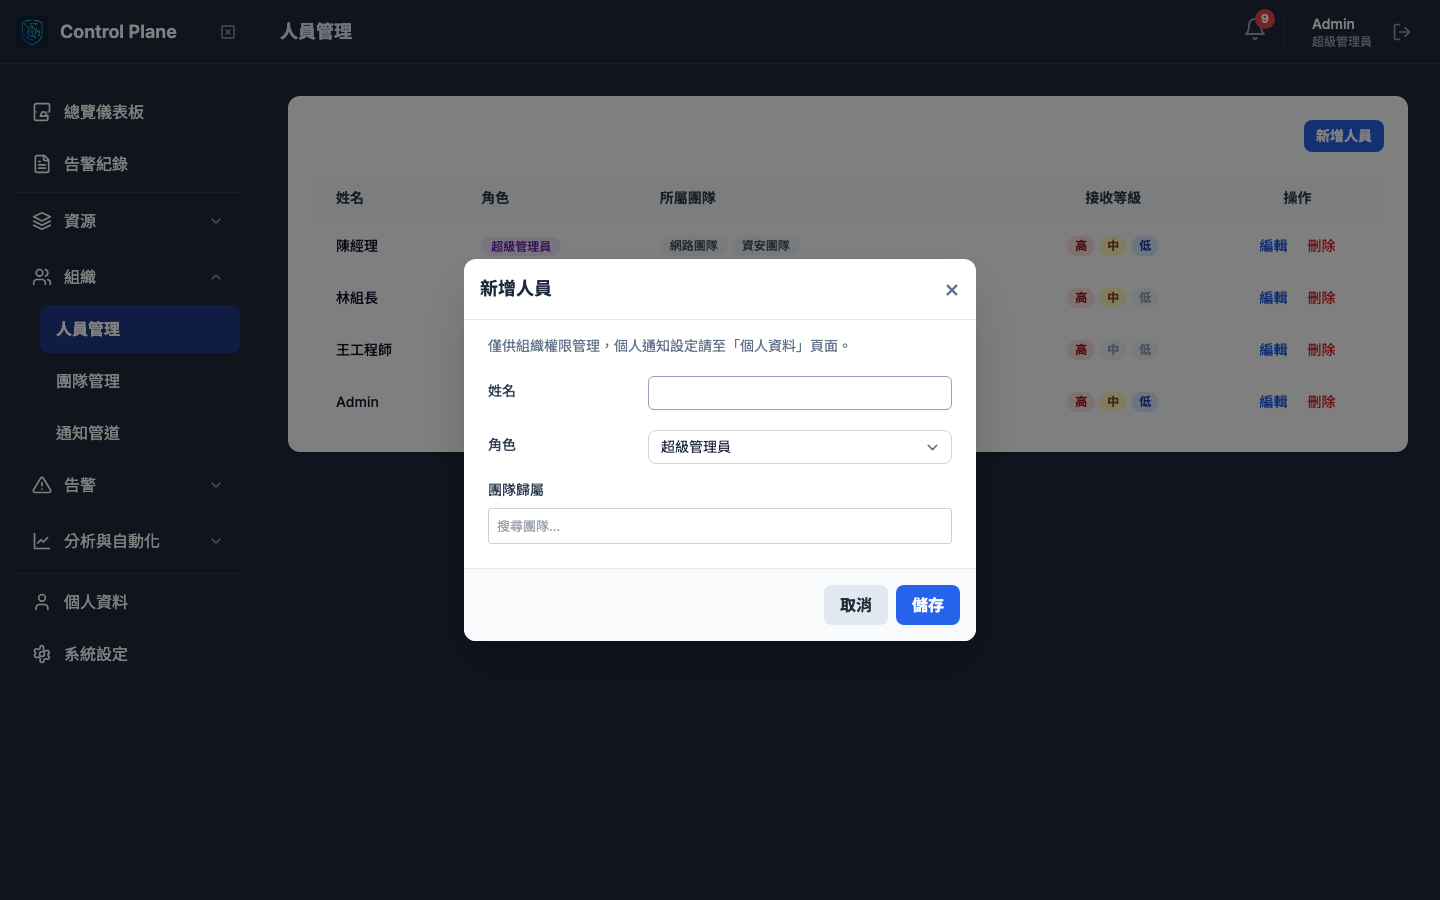 Control Plane
人員管理
9
Admin
超級管理員
總覽儀表板
告警紀錄
資源
組織
人員管理
團隊管理
通知管道
告警
分析與自動化
個人資料
系統設定
新增人員
姓名 角色 所屬團隊 接收等級 操作
陳經理 超級管理員 網路團隊 資安團隊 高 中 低 編輯 刪除
林組長 高 中 低 編輯 刪除
王工程師 高 中 低 編輯 刪除
Admin 高 中 低 編輯 刪除
新增人員
僅供組織權限管理，個人通知設定請至「個人資料」頁面。
姓名
角色 超級管理員
團隊歸屬
搜尋團隊...
取消 儲存